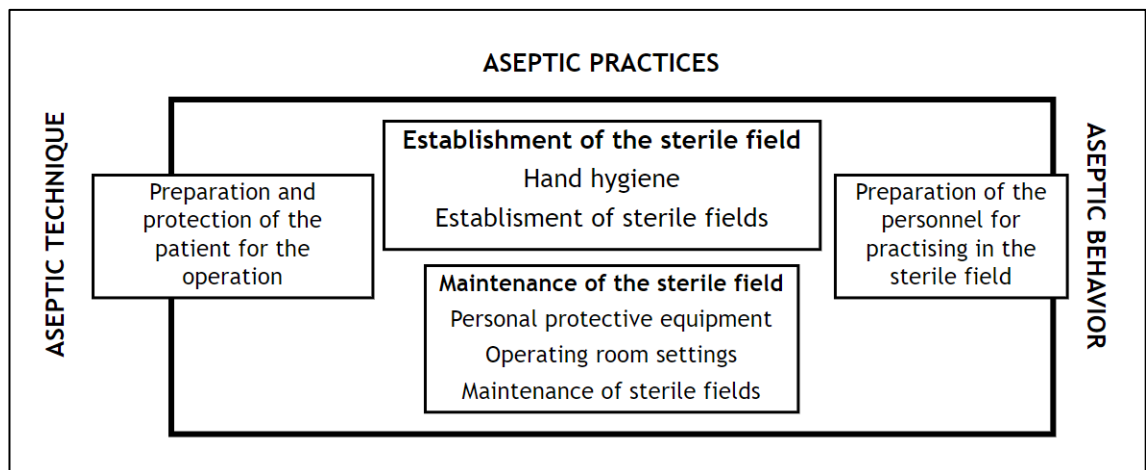 ASEPTIC PRACTICES
ASEPTIC TECHNIQUE
Preparation and
protection of the
patient for the
operation
Establishment of the sterile field
Hand hygiene
Establisment of sterile fields
Maintenance of the sterile field
Personal protective equipment
Operating room settings
Maintenance of sterile fields
Preparation of the
personnel for
practising in the
sterile field
ASEPTIC BEHAVIOR